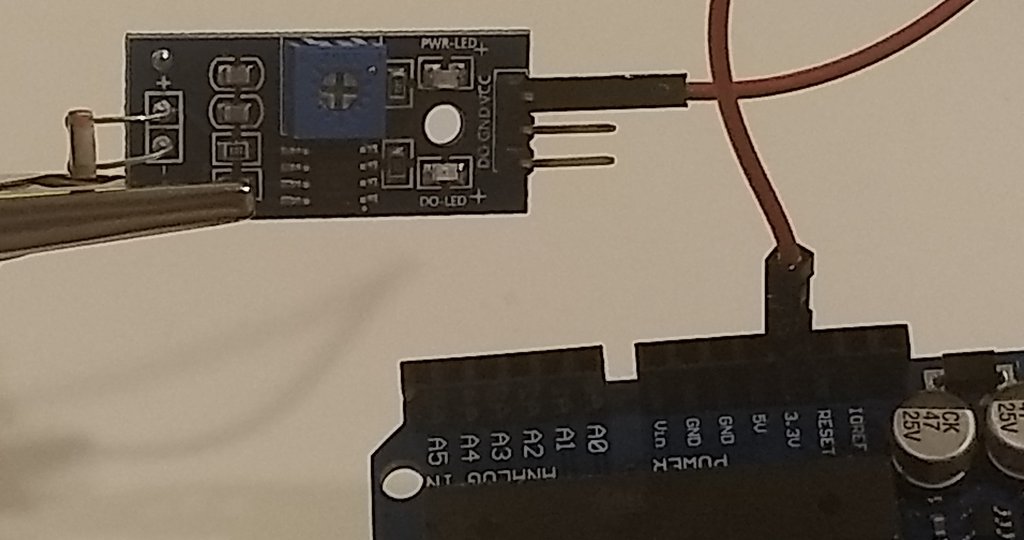 PWR-LED
+
+
VCC
GND
DO
-
DO-LED
+
A5
A4
A3
A2
A1
A0
ANALOG IN
Vin
GND
GND
5V
3.3V
RESET
IOREF
POWER
CK
47
25V
25V